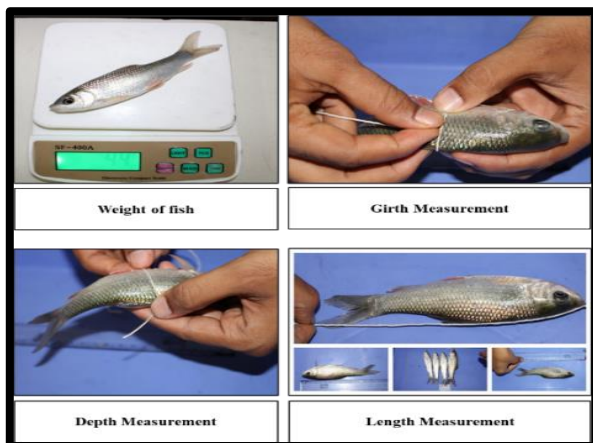 SF-400A
Weight of fish
Girth Measurement
Depth Measurement
Length Measurement